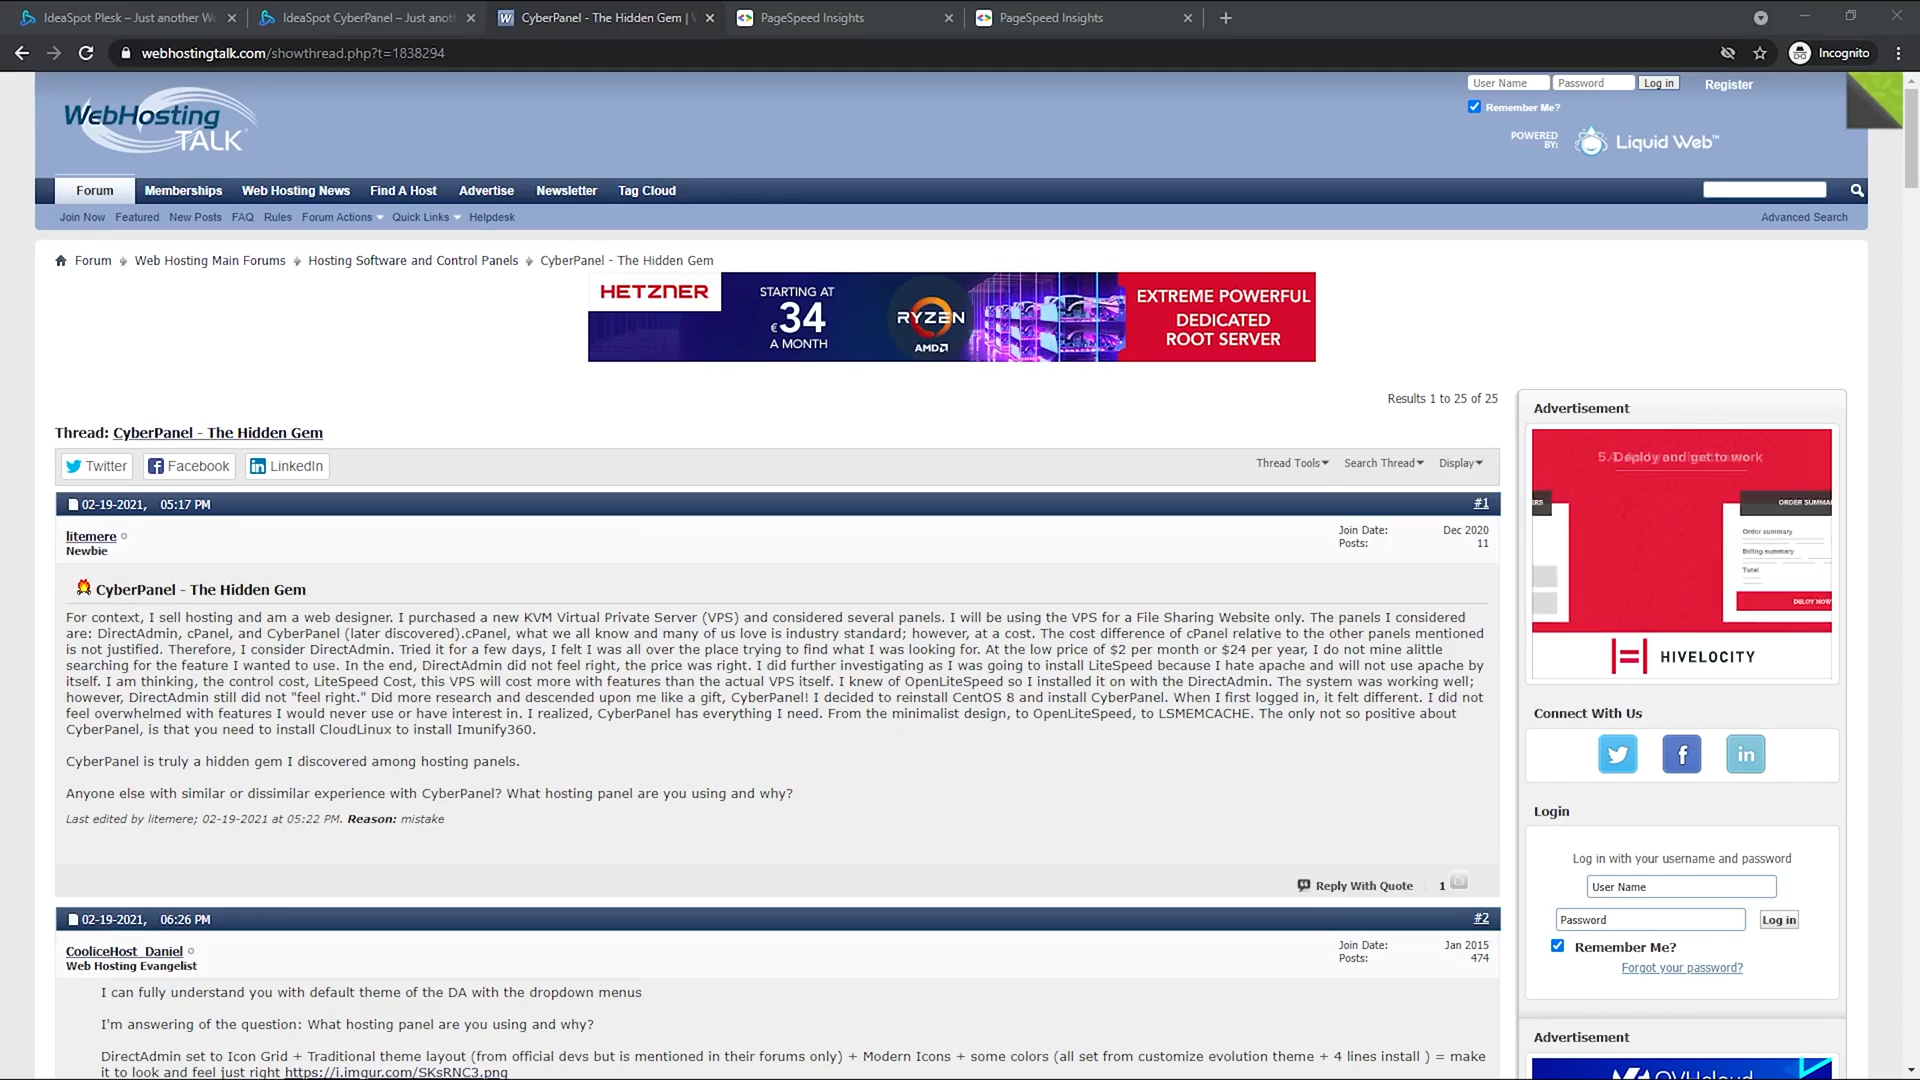 IdeaSpot Plesk – Just another Wo
IdeaSpot CyberPanel – Just anoth
CyberPanel - The Hidden Gem | W
PageSpeed Insights
PageSpeed Insights
webhostingtalk.com/showthread.php?t=1838294
Incognito
WebHosting
TALK
User Name Password Log in Register
Remember Me?
POWERED
BY:
Liquid Web™
Forum Memberships Web Hosting News Find A Host Advertise Newsletter Tag Cloud
Join Now Featured New Posts FAQ Rules Forum Actions Quick Links Helpdesk Advanced Search
Forum Web Hosting Main Forums Hosting Software and Control Panels CyberPanel - The Hidden Gem
HETZNER
STARTING AT
€34
A MONTH
RYZEN
AMD
EXTREME POWERFUL
DEDICATED
ROOT SERVER
Results 1 to 25 of 25
Thread: CyberPanel - The Hidden Gem
Twitter Facebook LinkedIn
Thread Tools Search Thread Display
02-19-2021, 05:17 PM #1
litemere
Newbie
Join Date: Dec 2020
Posts: 11
CyberPanel - The Hidden Gem
For context, I sell hosting and am a web designer. I purchased a new KVM Virtual Private Server (VPS) and considered several panels. I will be using the VPS for a File Sharing Website only. The panels I considered
are: DirectAdmin, cPanel, and CyberPanel (later discovered).cPanel, what we all know and many of us love is industry standard; however, at a cost. The cost difference of cPanel relative to the other panels mentioned
is not justified. Therefore, I consider DirectAdmin. Tried it for a few days, I felt I was all over the place trying to find what I was looking for. At the low price of $2 per month or $24 per year, I do not mine alittle
searching for the feature I wanted to use. In the end, DirectAdmin did not feel right, the price was right. I did further investigating as I was going to install LiteSpeed because I hate apache and will not use apache by
itself. I am thinking, the control cost, LiteSpeed Cost, this VPS will cost more with features than the actual VPS itself. I knew of OpenLiteSpeed so I installed it on with the DirectAdmin. The system was working well;
however, DirectAdmin still did not "feel right." Did more research and descended upon me like a gift, CyberPanel! I decided to reinstall CentOS 8 and install CyberPanel. When I first logged in, it felt different. I did not
feel overwhelmed with features I would never use or have interest in. I realized, CyberPanel has everything I need. From the minimalist design, to OpenLiteSpeed, to LSMEMCACHE. The only not so positive about
CyberPanel, is that you need to install CloudLinux to install Imunify360.
CyberPanel is truly a hidden gem I discovered among hosting panels.
Anyone else with similar or dissimilar experience with CyberPanel? What hosting panel are you using and why?
Last edited by litemere; 02-19-2021 at 05:22 PM. Reason: mistake
Reply With Quote 1
02-19-2021, 06:26 PM #2
CooliceHost_Daniel
Web Hosting Evangelist
Join Date: Jan 2015
Posts: 474
I can fully understand you with default theme of the DA with the dropdown menus
I'm answering of the question: What hosting panel are you using and why?
DirectAdmin set to Icon Grid + Traditional theme layout (from official devs but is mentioned in their forums only) + Modern Icons + some colors (all set from customize evolution theme + 4 lines install ) = make
it to look and feel just right https://i.imgur.com/SKsRNC3.png
Advertisement
Deploy and get to work
ORDER SUMMA
Order summary
Billing summary
Total
HIVELOCITY
Connect With Us
Login
Log in with your username and password
User Name
Password Log in
Remember Me?
Forgot your password?
Advertisement
OVHcloud